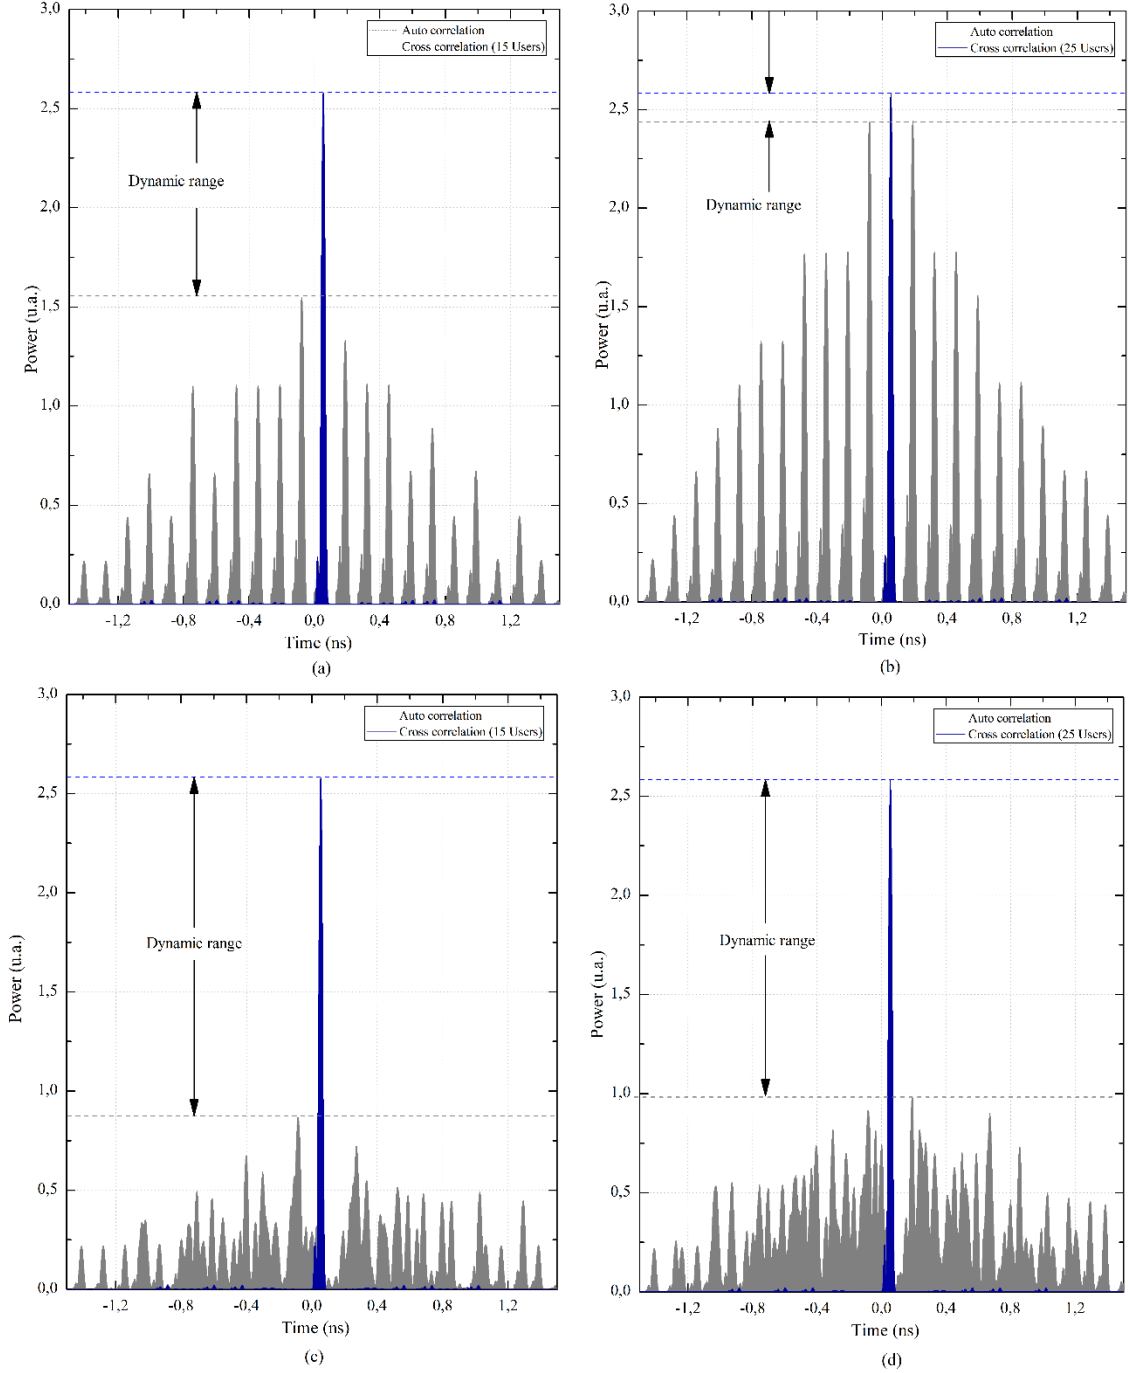 3,0
2,5
2,0
1,5
1,0
0,5
0,0
Power (u.a.)
Auto correlation
Cross correlation (15 Users)
Dynamic range
-1,2 -0,8 -0,4 0,0 0,4 0,8 1,2
Time (ns)
(a)
3,0
2,5
2,0
1,5
1,0
0,5
0,0
Power (u.a.)
Auto correlation
Cross correlation (25 Users)
Dynamic range
-1,2 -0,8 -0,4 0,0 0,4 0,8 1,2
Time (ns)
(b)
3,0
2,5
2,0
1,5
1,0
0,5
0,0
Power (u.a.)
Auto correlation
Cross correlation (15 Users)
Dynamic range
-1,2 -0,8 -0,4 0,0 0,4 0,8 1,2
Time (ns)
(c)
3,0
2,5
2,0
1,5
1,0
0,5
0,0
Power (u.a.)
Auto correlation
Cross correlation (25 Users)
Dynamic range
-1,2 -0,8 -0,4 0,0 0,4 0,8 1,2
Time (ns)
(d)